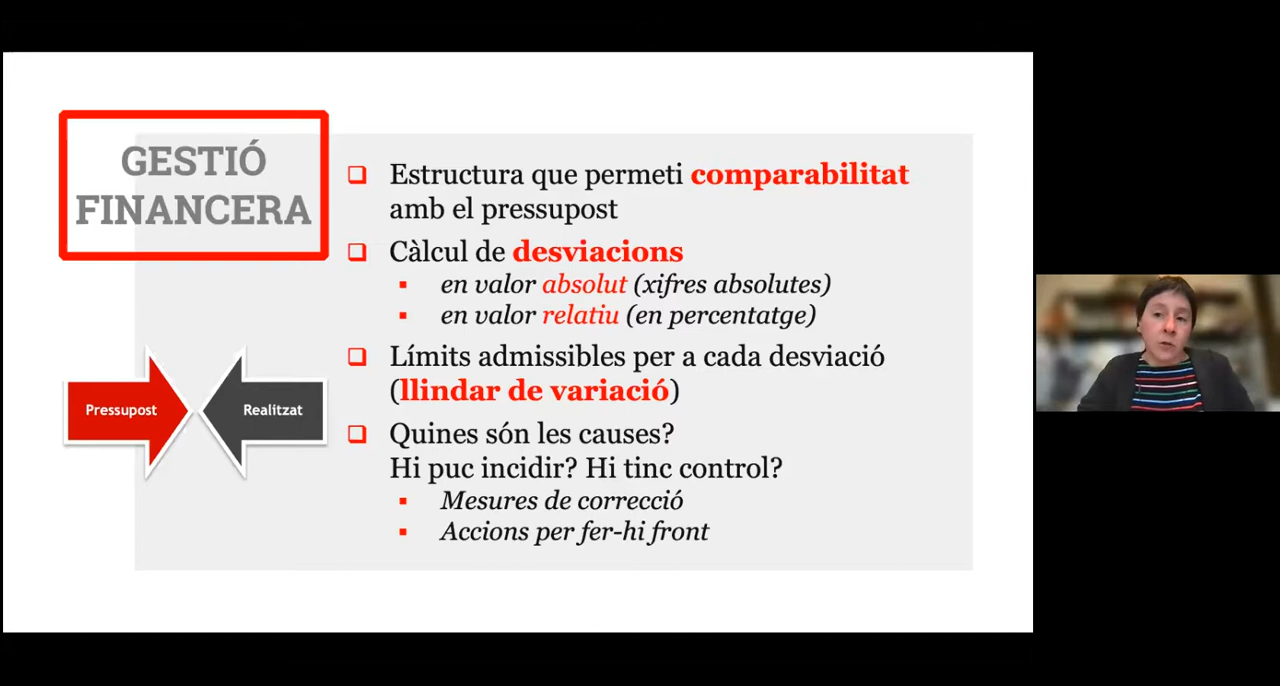 GESTIÓ
FINANCERA
Estructura que permeti comparabilitat
amb el pressupost
Càlcul de desviacions
en valor absolut (xifres absolutes)
en valor relatiu (en percentatge)
Límits admissibles per a cada desviació
(llindar de variació)
Quines són les causes?
Hi puc incidir? Hi tinc control?
Mesures de correcció
Accions per fer-hi front
Pressupost
Realitzat